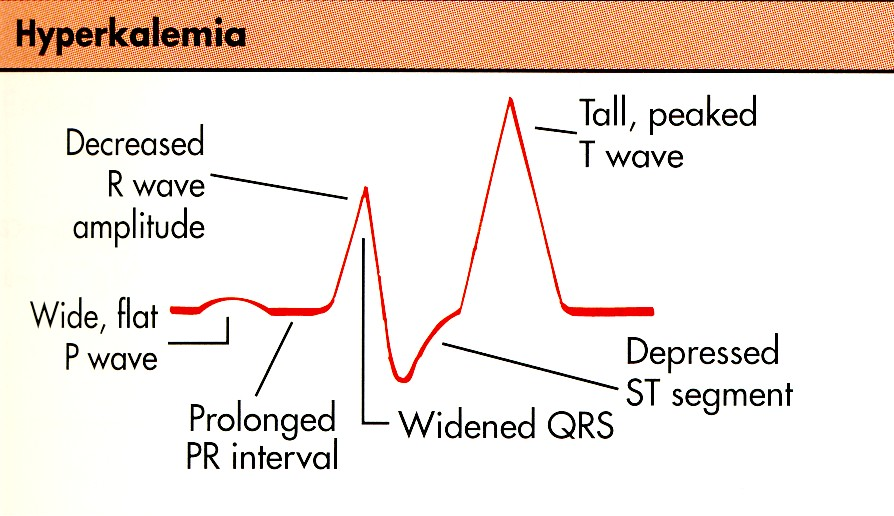 Hyperkalemia
Decreased
R wave
amplitude
Tall, peaked
T wave
Wide, flat
P wave
Prolonged
PR interval
Widened QRS
Depressed
ST segment